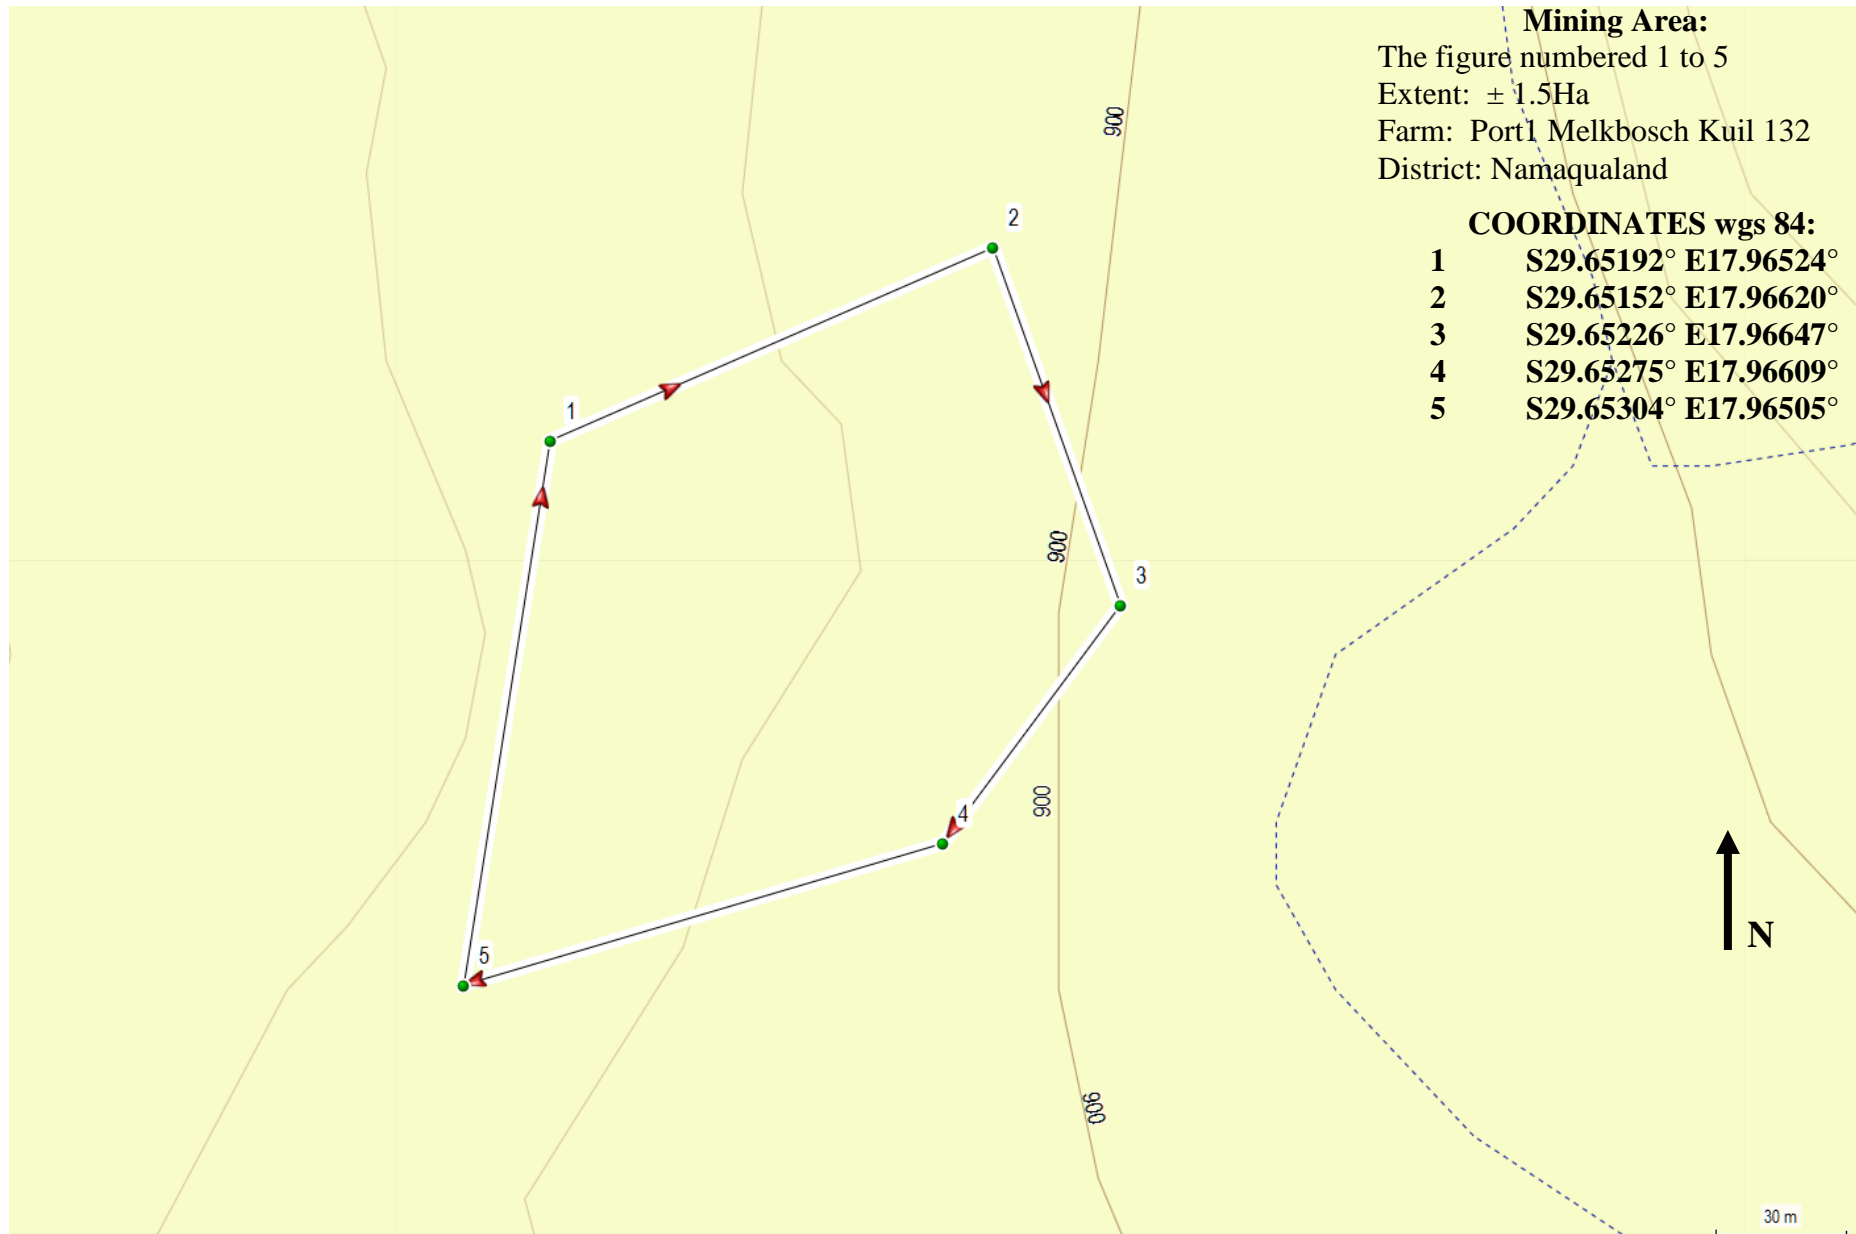 Mining Area:
The figure numbered 1 to 5
Extent: ± 1.5Ha
Farm: Port1 Melkbosch Kuil 132
District: Namaqualand
COORDINATES wgs 84:
1 S29.65192° E17.96524°
2 S29.65152° E17.96620°
3 S29.65226° E17.96647°
4 S29.65275° E17.96609°
5 S29.65304° E17.96505°
900
2
1
900
3
900
4
5
N
900
30 m